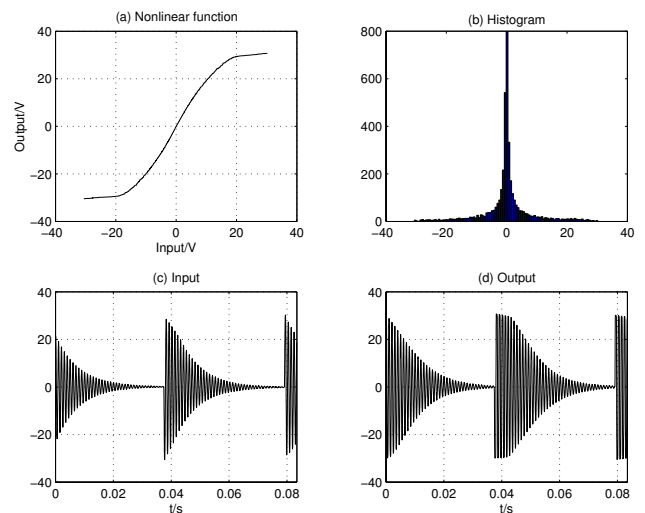 (a) Nonlinear function
40
20
0
−20
−40
Output/V
−40 −20 0 20 40
Input/V
(b) Histogram
800
600
400
200
0
−40 −20 0 20 40
(c) Input
40
20
0
−20
−40
0 0.02 0.04 0.06 0.08
t/s
(d) Output
40
20
0
−20
−40
0 0.02 0.04 0.06 0.08
t/s